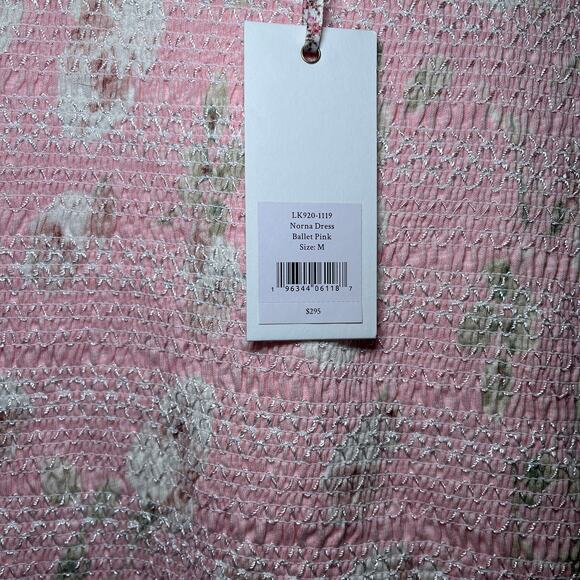 LK920-1119
Norna Dress
Ballet Pink
Size: M
1 96344 06118 7
$295